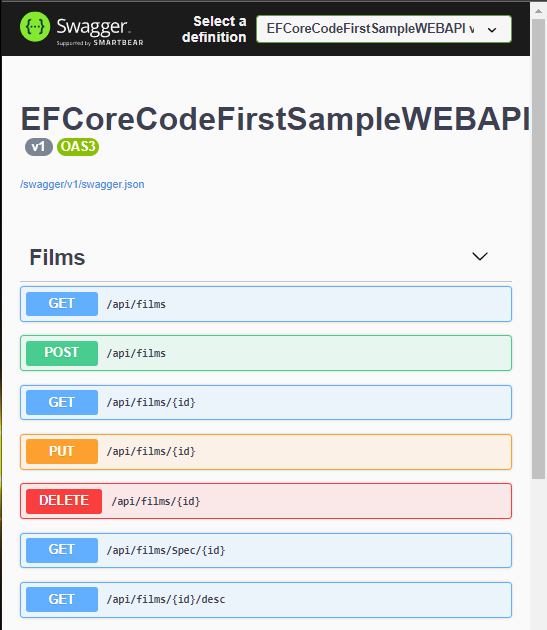 Swagger.
Supported by SMARTBEAR
Select a definition
EFCoreCodeFirstSampleWEBAPI v
EFCoreCodeFirstSampleWEBAPI
v1 OAS3
/swagger/v1/swagger.json
Films
GET /api/films
POST /api/films
GET /api/films/{id}
PUT /api/films/{id}
DELETE /api/films/{id}
GET /api/films/Spec/{id}
GET /api/films/{id}/desc